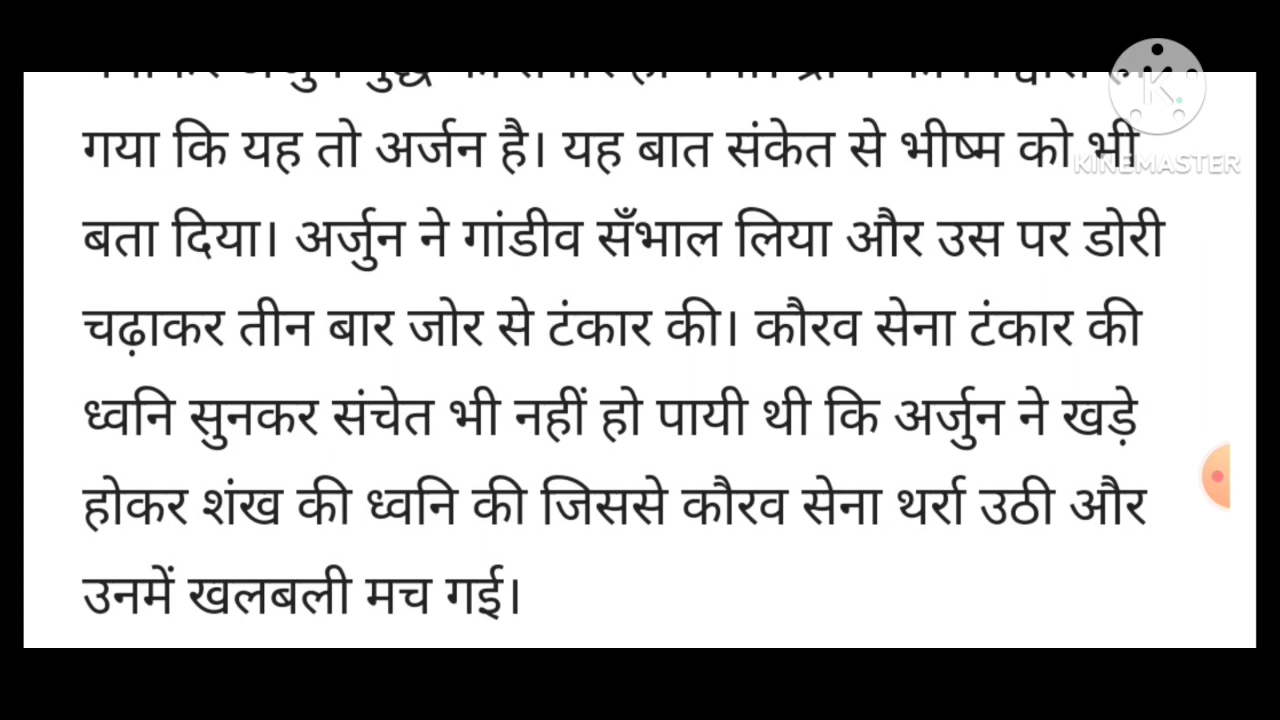 गया कि यह तो अर्जन है। यह बात संकेत से भीष्म को भी
KINEMASTER
बता दिया। अर्जुन ने गांडीव सँभाल लिया और उस पर डोरी
चढ़ाकर तीन बार जोर से टंकार की। कौरव सेना टंकार की
ध्वनि सुनकर संचेत भी नहीं हो पायी थी कि अर्जुन ने खड़े
होकर शंख की ध्वनि की जिससे कौरव सेना थर्रा उठी और
उनमें खलबली मच गई।